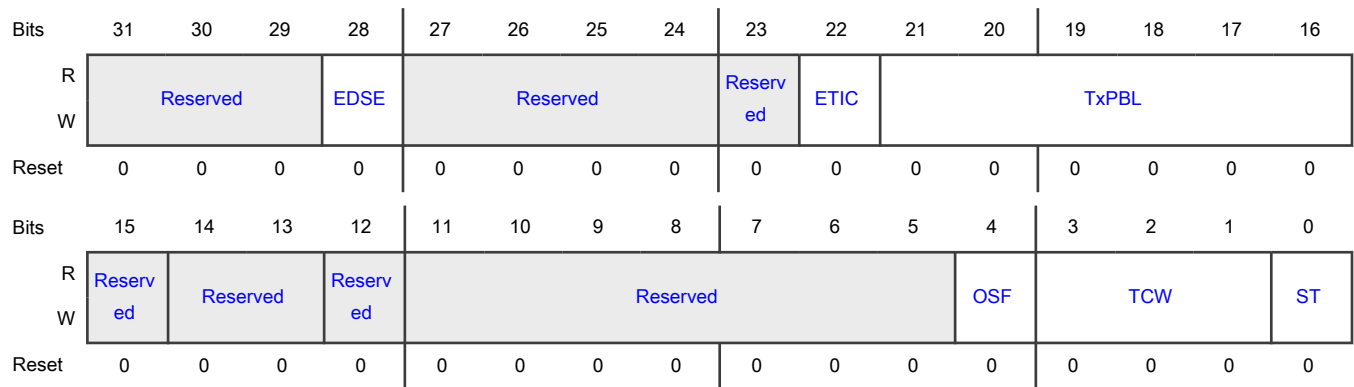 Bits 31 30 29 28 27 26 25 24 23 22 21 20 19 18 17 16
R
Reserved EDSE Reserved Reserv
ed ETIC TxPBL
W
Reset 0 0 0 0 0 0 0 0 0 0 0 0 0 0 0 0
Bits 15 14 13 12 11 10 9 8 7 6 5 4 3 2 1 0
R
Reserv
ed Reserved Reserv
ed Reserved OSF TCW ST
W
Reset 0 0 0 0 0 0 0 0 0 0 0 0 0 0 0 0